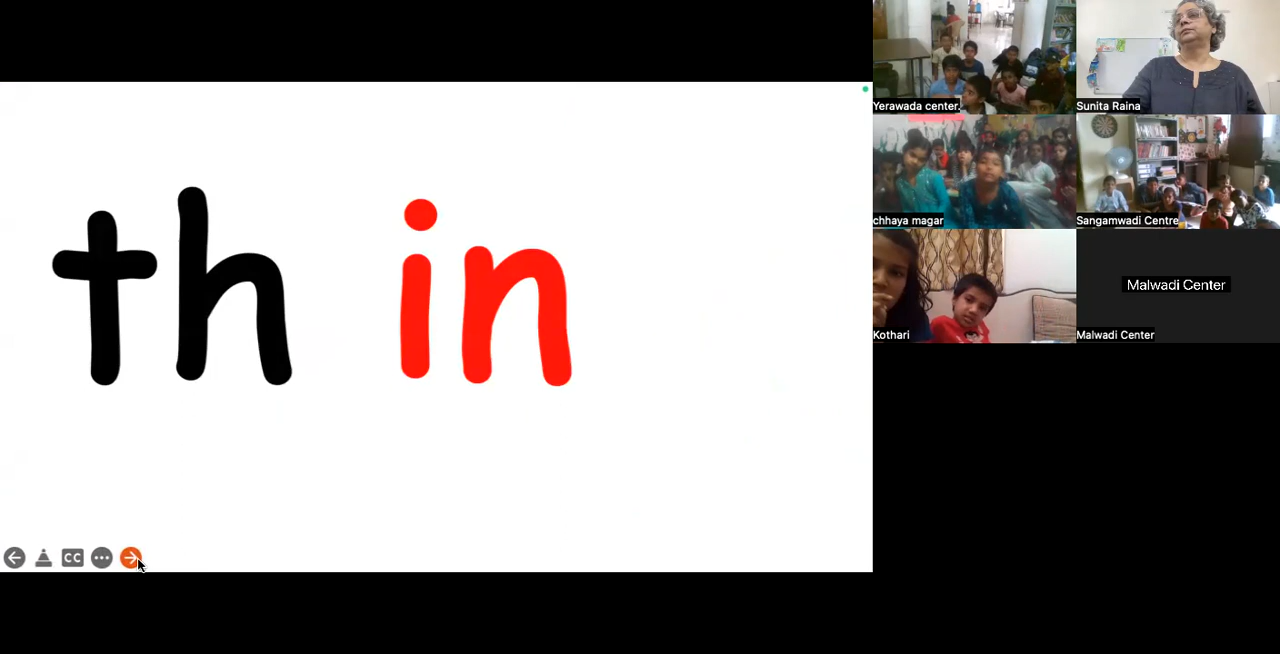 th in
CC
Yerawada center
Sunita Raina
chhaya magar
Sangamwadi Centre
Kothari
Malwadi Center
Malwadi Center